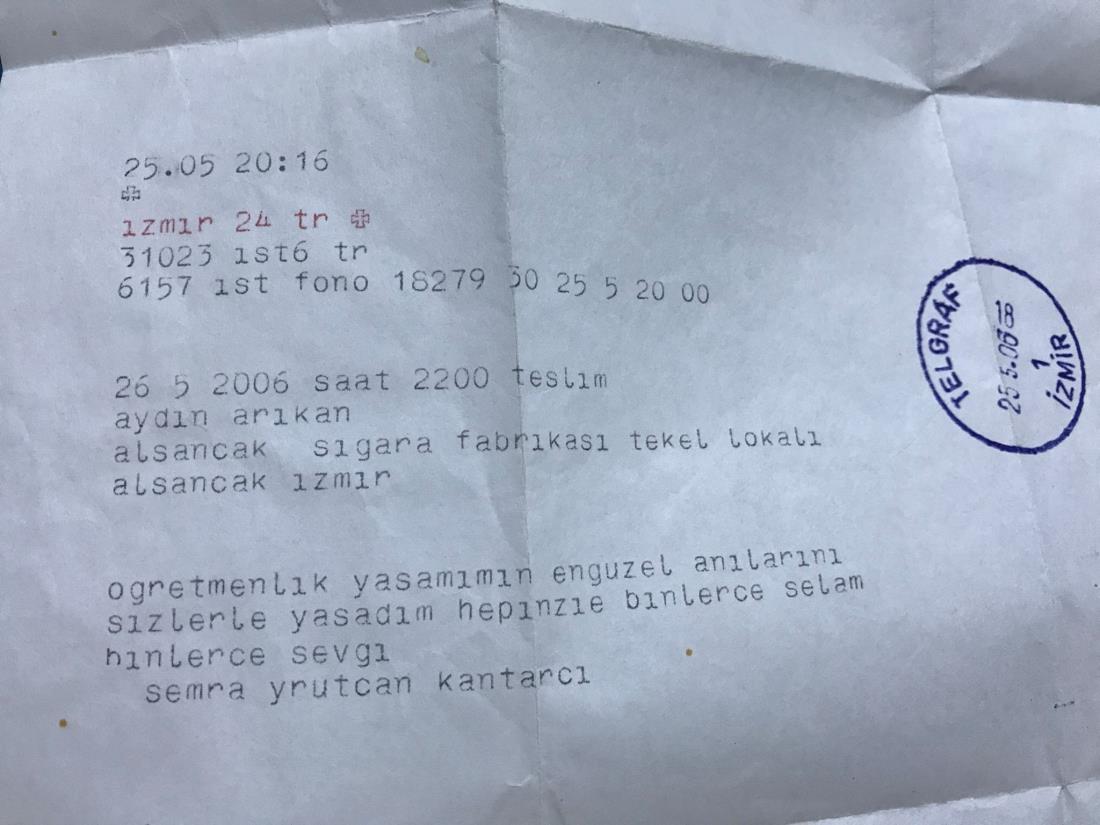 25.05 20:16
ızmır 24 tr
31023 ıst6 tr
6157 ıst fono 18279 30 25 5 20 00
26 5 2006 saat 2200 teslım
aydın arıkan
alsancak sıgara fabrıkası tekel lokalı
alsancak ızmır
ogretmenlık yasamımın enguzel anılarını
sızlerle yasadım hepınzıe bınlerce selam
bınlerce sevgı
semra yrutcan kantarcı
TELGRAF
25 5.06 18
1
İZMİR